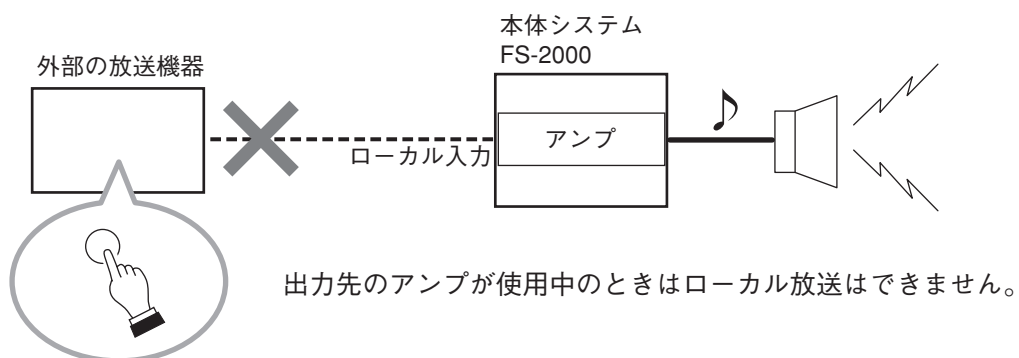 本体システム
FS-2000
外部の放送機器
アンプ
ローカル入力
出力先のアンプが使用中のときはローカル放送はできません。